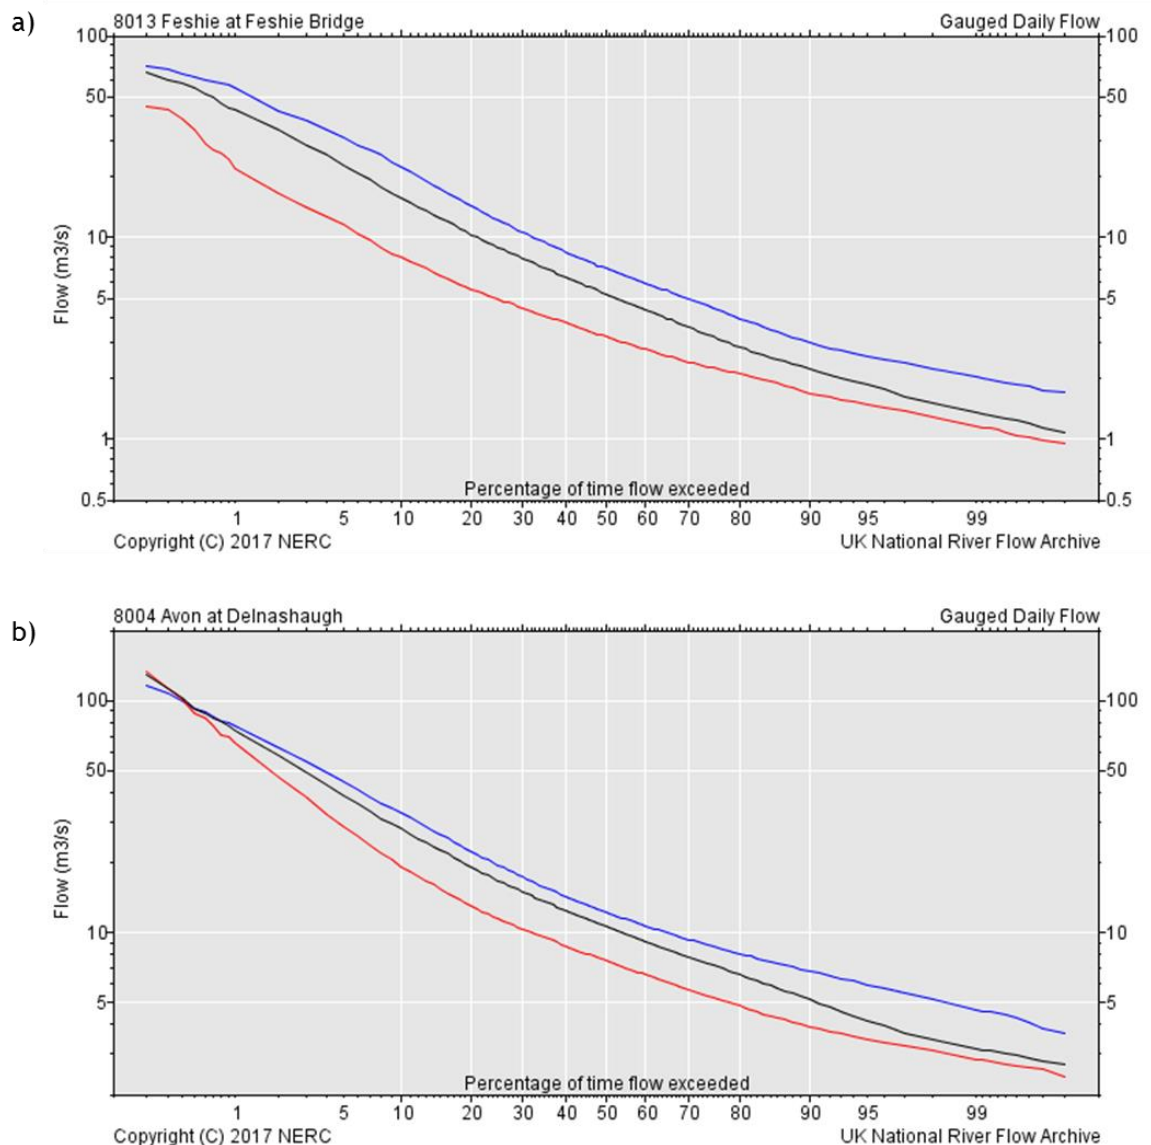 a)
8013 Feshie at Feshie Bridge Gauged Daily Flow
100 100
50 50
10 10
5 5
1 1
0.5 0.5
Flow (m3/s)
Percentage of time flow exceeded
1 5 10 20 30 40 50 60 70 80 90 95 99
Copyright (C) 2017 NERC UK National River Flow Archive
b)
8004 Avon at Delnashaugh Gauged Daily Flow
100 100
50 50
10 10
5 5
Flow (m3/s)
Percentage of time flow exceeded
1 5 10 20 30 40 50 60 70 80 90 95 99
Copyright (C) 2017 NERC UK National River Flow Archive